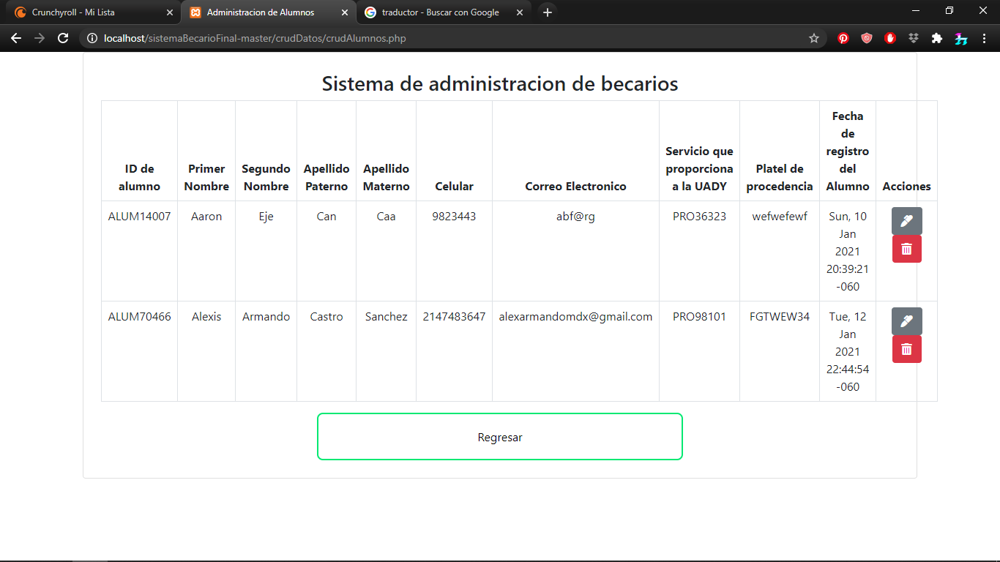 Crunchyroll - Mi Lista
Administracion de Alumnos
traductor - Buscar con Google
localhost/sistemaBecarioFinal-master/crudDatos/crudAlumnos.php
Sistema de administracion de becarios
ID de alumno Primer Nombre Segundo Nombre Apellido Paterno Apellido Materno Celular Correo Electronico Servicio que proporciona a la UADY Platel de procedencia Fecha de registro del Alumno Acciones
ALUM14007 Aaron Eje Can Caa 9823443 abf@rg PRO36323 wefwefewf Sun, 10 Jan 2021 20:39:21 -060
ALUM70466 Alexis Armando Castro Sanchez 2147483647 alexarmandomdx@gmail.com PRO98101 FGTWEW34 Tue, 12 Jan 2021 22:44:54 -060
Regresar